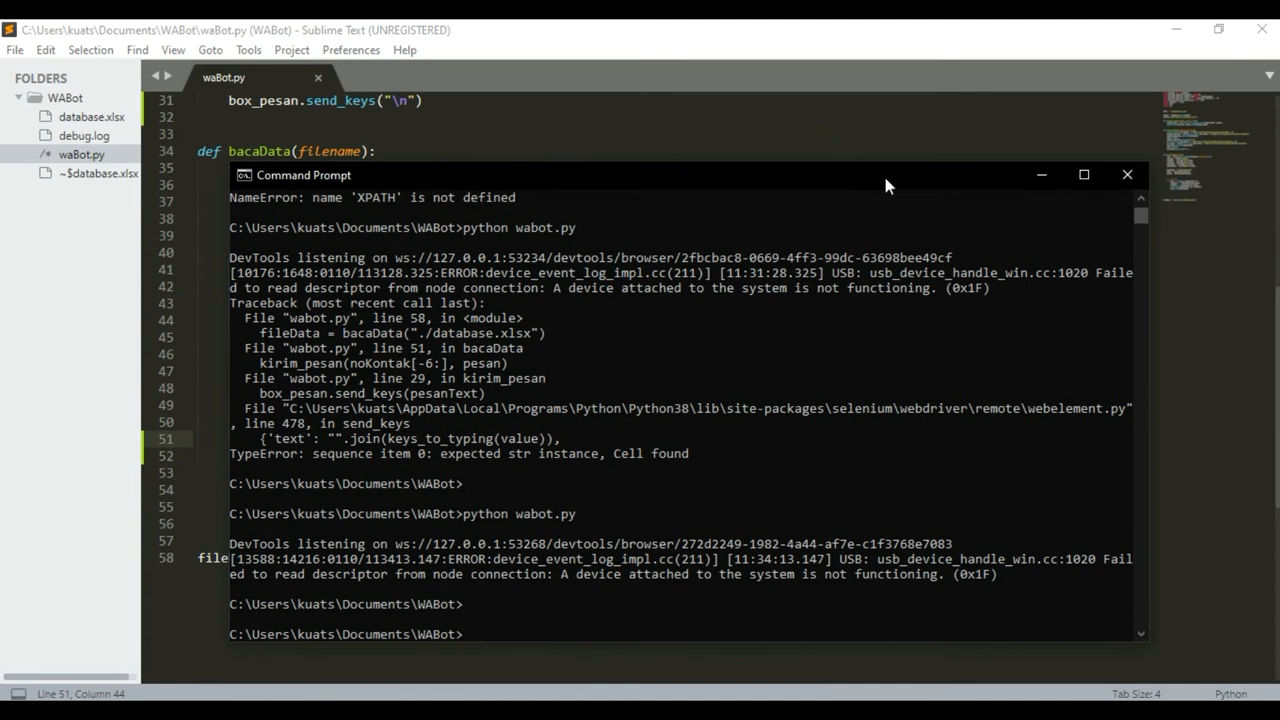 C:\Users\kuats\Documents\WABot\waBot.py (WABot) - Sublime Text (UNREGISTERED)
File Edit Selection Find View Goto Tools Project Preferences Help
FOLDERS
WABot
database.xlsx
debug.log
/* waBot.py
~$database.xlsx
waBot.py
31 box_pesan.send_keys("\n")
32
33
34 def bacaData(filename):
35
36
37
38
39
40
41
42
43
44
45
46
47
48
49
50
51
52
53
54
55
56
57
58 file
Command Prompt
NameError: name 'XPATH' is not defined
C:\Users\kuats\Documents\WABot>python wabot.py
DevTools listening on ws://127.0.0.1:53234/devtools/browser/2fbcbac8-0669-4ff3-99dc-63698bee49cf
[10176:1648:0110/113128.325:ERROR:device_event_log_impl.cc(211)] [11:31:28.325] USB: usb_device_handle_win.cc:1020 Faile
d to read descriptor from node connection: A device attached to the system is not functioning. (0x1F)
Traceback (most recent call last):
File "wabot.py", line 58, in <module>
fileData = bacaData("./database.xlsx")
File "wabot.py", line 51, in bacaData
kirim_pesan(noKontak[-6:], pesan)
File "wabot.py", line 29, in kirim_pesan
box_pesan.send_keys(pesanText)
File "C:\Users\kuats\AppData\Local\Programs\Python\Python38\lib\site-packages\selenium\webdriver\remote\webelement.py"
, line 478, in send_keys
{'text': "".join(keys_to_typing(value)),
TypeError: sequence item 0: expected str instance, Cell found
C:\Users\kuats\Documents\WABot>
C:\Users\kuats\Documents\WABot>python wabot.py
DevTools listening on ws://127.0.0.1:53268/devtools/browser/272d2249-1982-4a44-af7e-c1f3768e7083
[13588:14216:0110/113413.147:ERROR:device_event_log_impl.cc(211)] [11:34:13.147] USB: usb_device_handle_win.cc:1020 Fail
ed to read descriptor from node connection: A device attached to the system is not functioning. (0x1F)
C:\Users\kuats\Documents\WABot>
C:\Users\kuats\Documents\WABot>
Line 51, Column 44
Tab Size: 4
Python